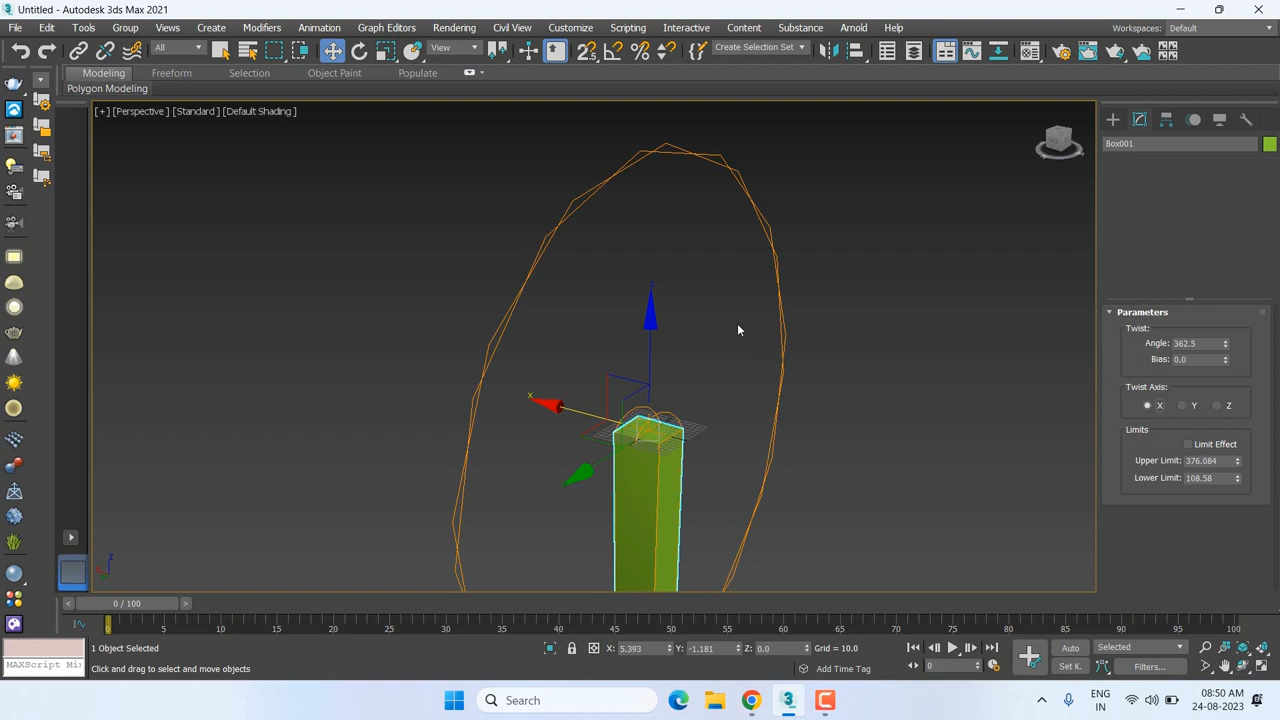 Untitled - Autodesk 3ds Max 2021
File Edit Tools Group Views Create Modifiers Animation Graph Editors Rendering Civil View Customize Scripting Interactive Content Substance Arnold Help
Workspaces: Default
All View Create Selection Set
Modeling Freeform Selection Object Paint Populate
Polygon Modeling
[+] [Perspective ] [Standard ] [Default Shading ]
Box001
Parameters
Twist:
Angle: 362.5
Bias: 0.0
Twist Axis:
X Y Z
Limits
Limit Effect
Upper Limit: 376.084
Lower Limit: 108.58
z
x
z
0 / 100
0 5 10 15 20 25 30 35 40 45 50 55 60 65 70 75 80 85 90 95 100
1 Object Selected
X: 5.393 Y: -1.181 Z: 0.0 Grid = 10.0
Auto Selected
MAXScript Mi
Click and drag to select and move objects
Add Time Tag
0
Set K. Filters...
Search
ENG
IN
08:50 AM
24-08-2023